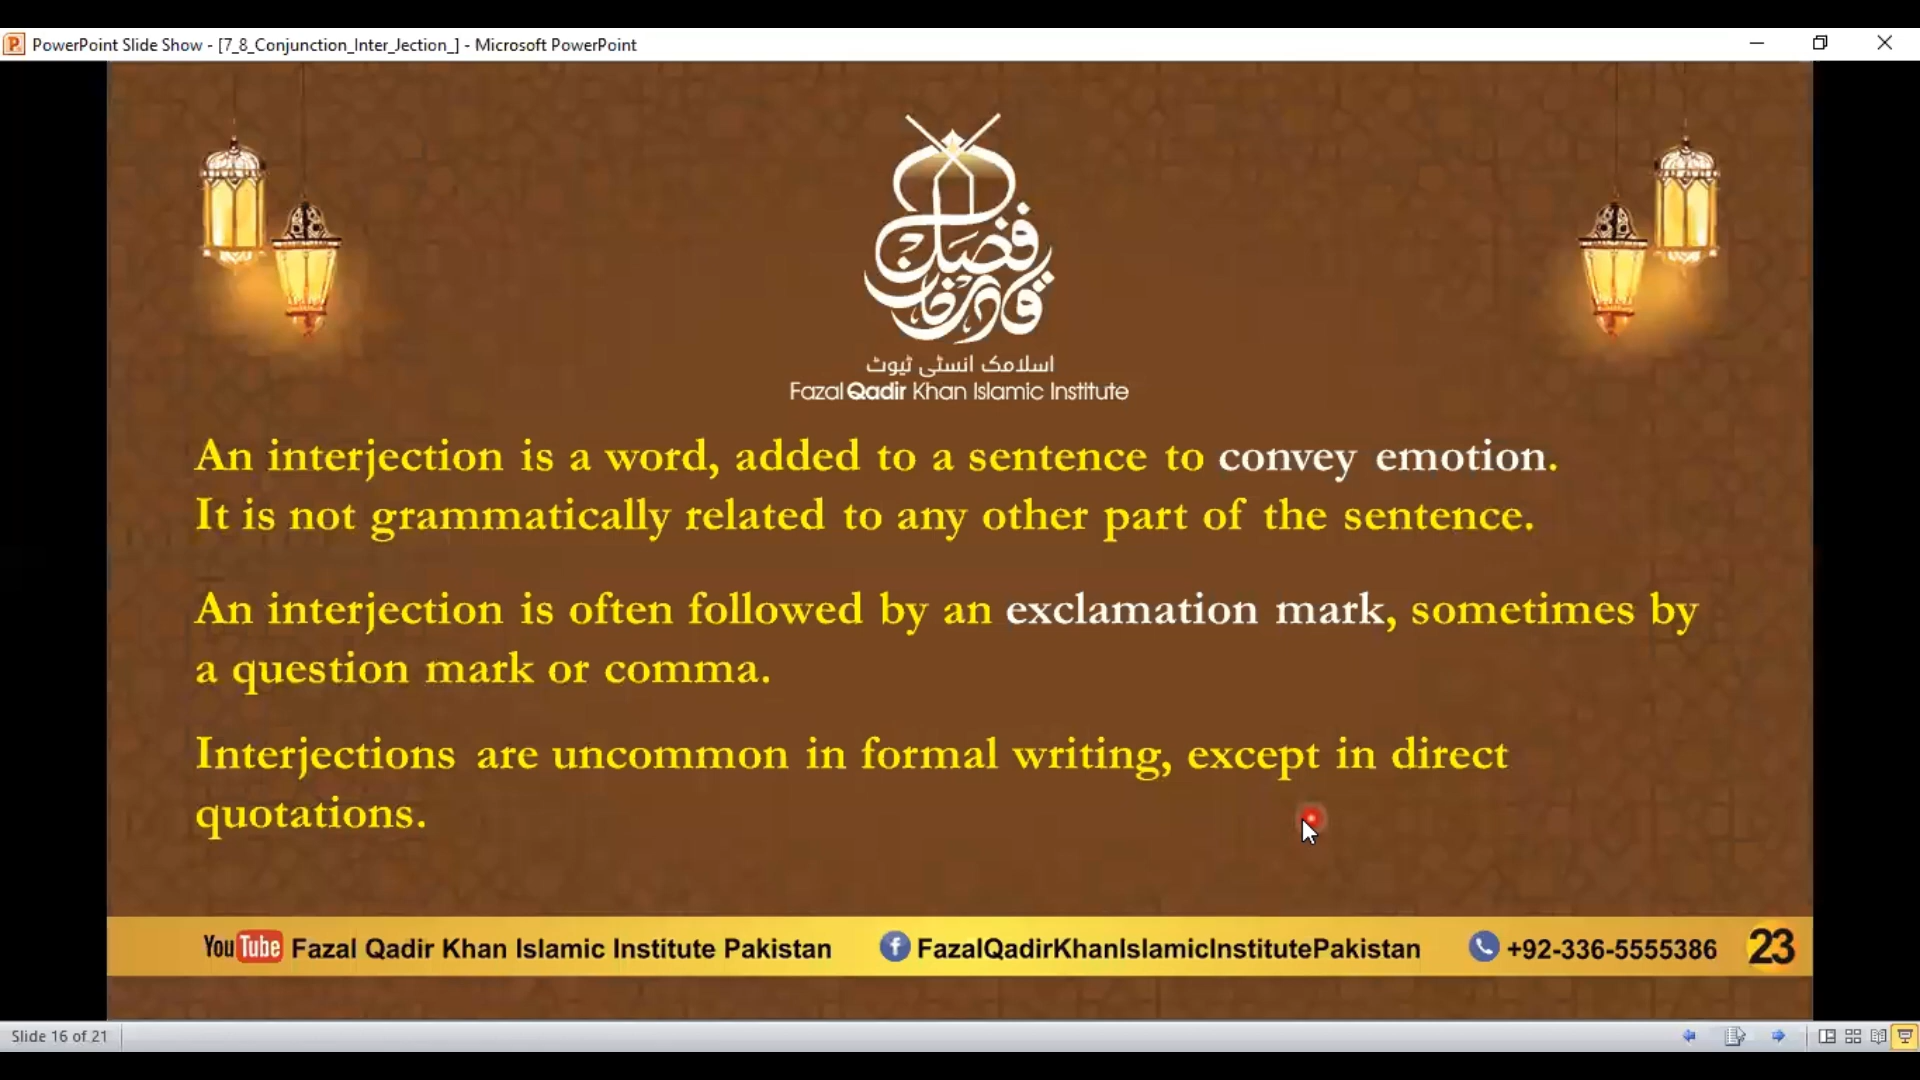 PowerPoint Slide Show - [7_8_Conjunction_Inter_Jection_] - Microsoft PowerPoint
فضل
قادر خان
اسلامک انسٹی ٹیوٹ
Fazal Qadir Khan Islamic Institute
An interjection is a word, added to a sentence to convey emotion.
It is not grammatically related to any other part of the sentence.
An interjection is often followed by an exclamation mark, sometimes by
a question mark or comma.
Interjections are uncommon in formal writing, except in direct
quotations.
YouTube Fazal Qadir Khan Islamic Institute Pakistan f FazalQadirKhanIslamicInstitutePakistan +92-336-5555386 23
Slide 16 of 21